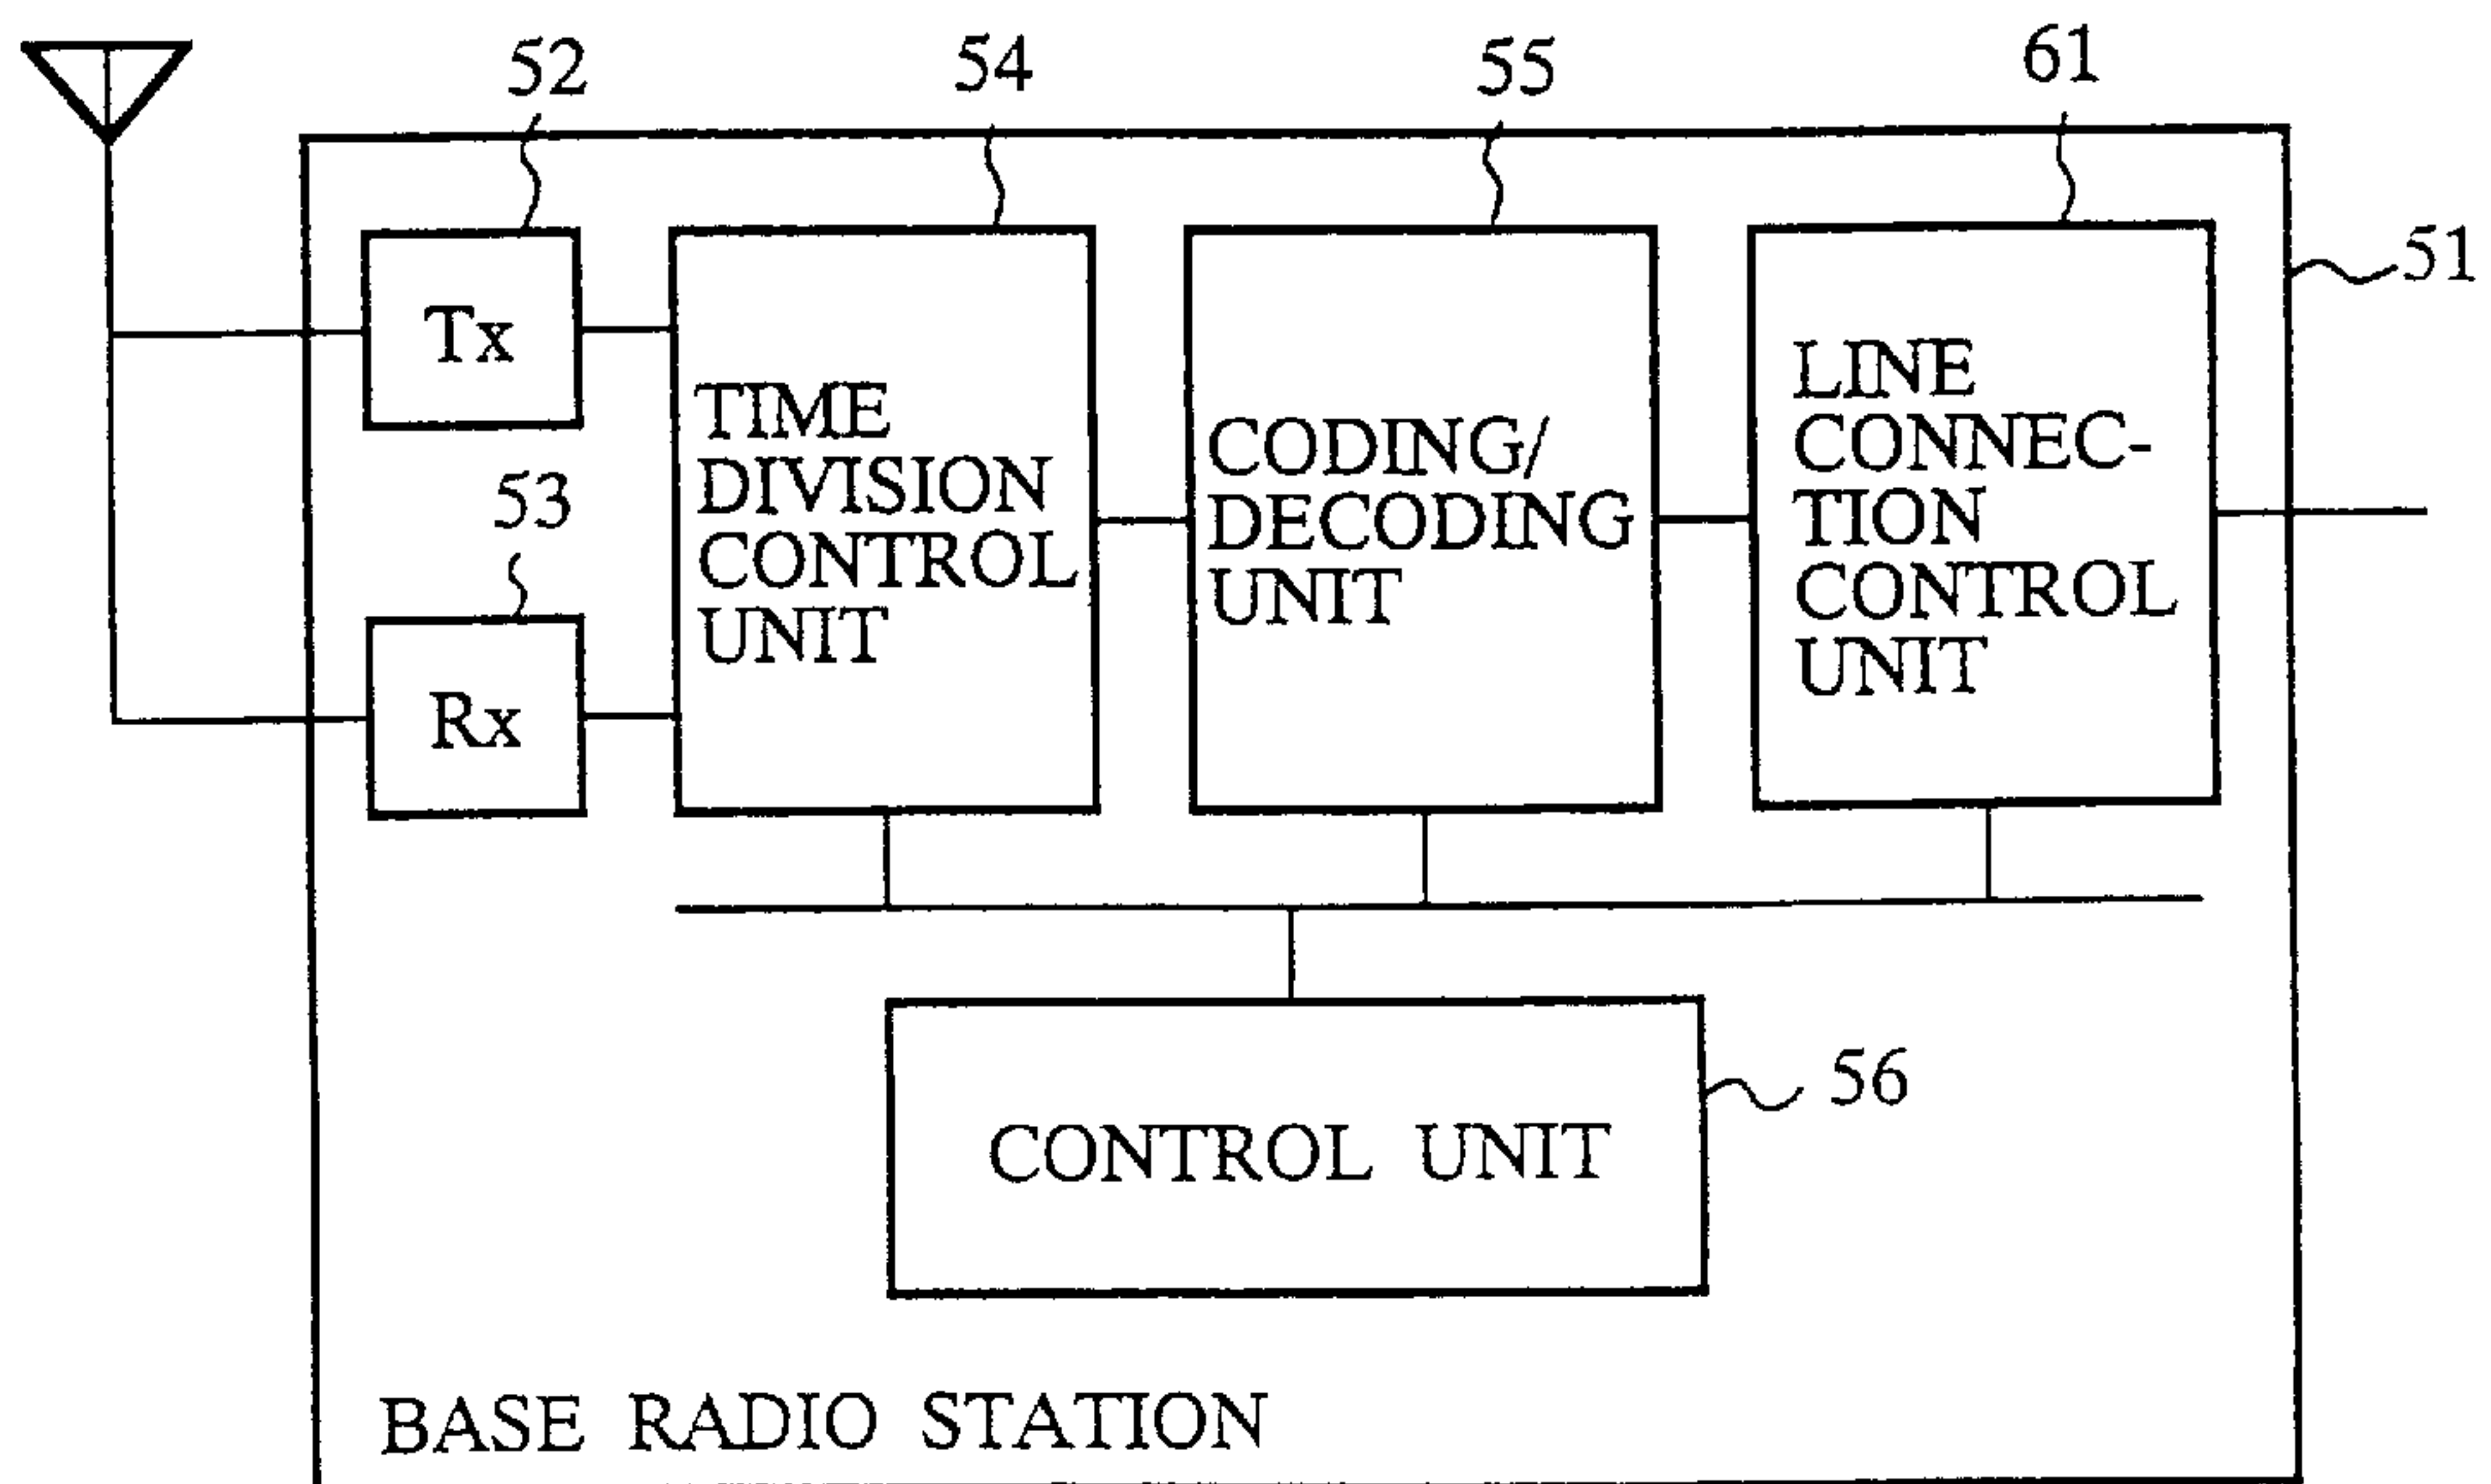 52
54
55
61
51
Tx
TIME
DIVISION
CONTROL
UNIT
CODING/
DECODING
UNIT
LINE
CONNEC-
TION
CONTROL
UNIT
53
Rx
56
CONTROL UNIT
BASE RADIO STATION